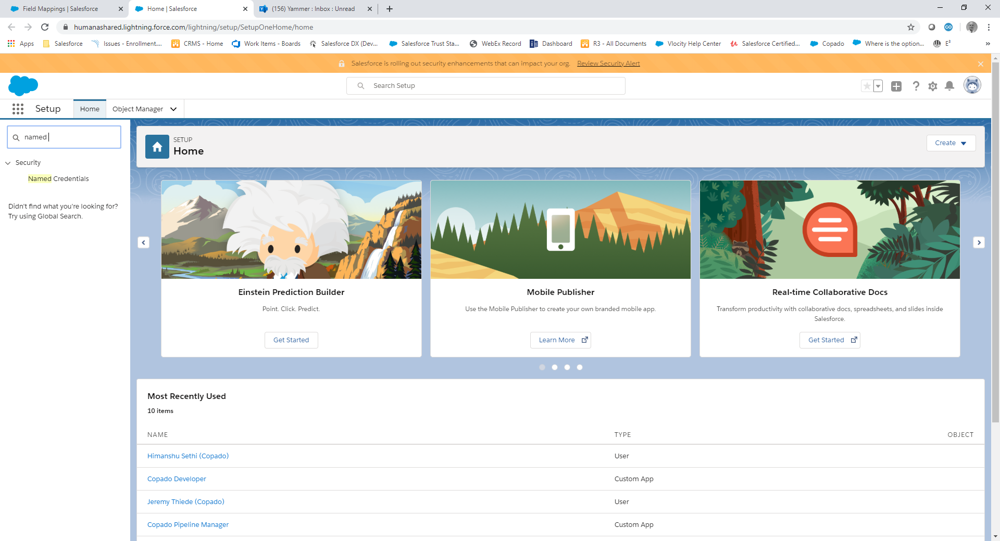 Field Mappings | Salesforce
Home | Salesforce
(156) Yammer : Inbox : Unread
humanashared.lightning.force.com/lightning/setup/SetupOneHome/home
Apps
Salesforce
Issues - Enrollment....
CRMS - Home
Work Items - Boards
Salesforce DX (Dev...
Salesforce Trust Sta...
WebEx Record
Dashboard
R3 - All Documents
Vlocity Help Center
Salesforce Certified...
Copado
Where is the option...
E³
Salesforce is rolling out security enhancements that can impact your org. Review Security Alert
Search Setup
Setup
Home
Object Manager
named
Security
Named Credentials
Didn't find what you're looking for?
Try using Global Search.
SETUP
Home
Create
Einstein Prediction Builder
Point. Click. Predict.
Get Started
Mobile Publisher
Use the Mobile Publisher to create your own branded mobile app.
Learn More
Real-time Collaborative Docs
Transform productivity with collaborative docs, spreadsheets, and slides inside
Salesforce.
Get Started
Most Recently Used
10 items
NAME TYPE OBJECT
Himanshu Sethi (Copado) User
Copado Developer Custom App
Jeremy Thiede (Copado) User
Copado Pipeline Manager Custom App